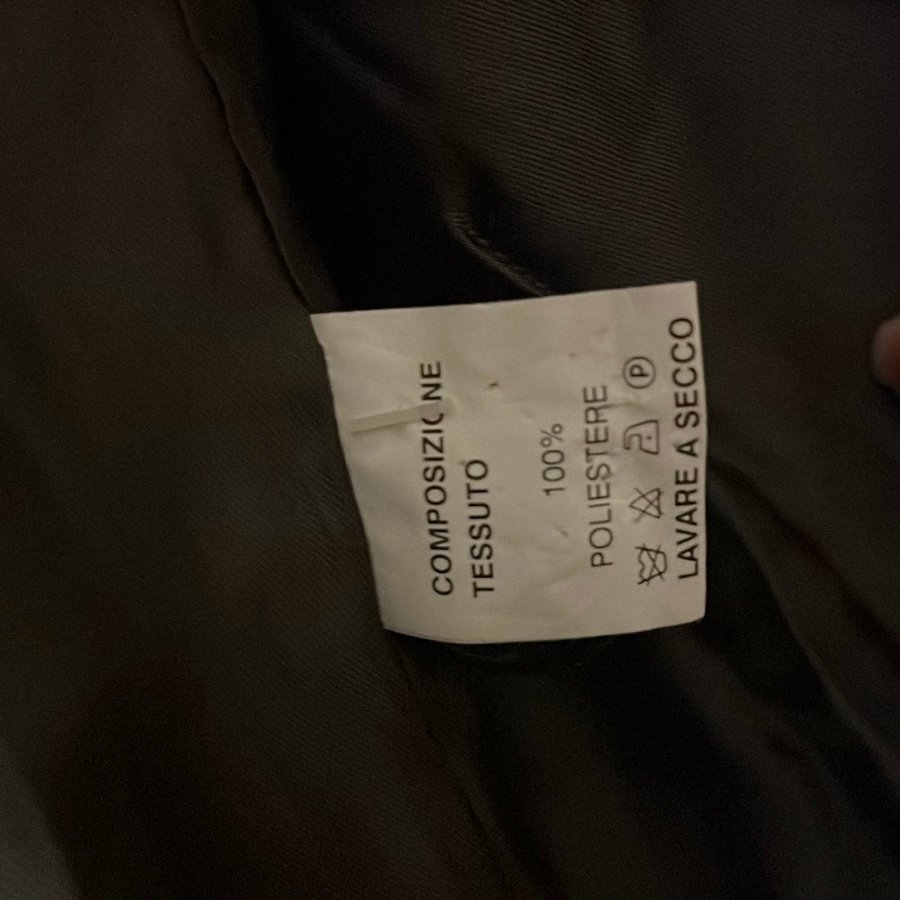 COMPOSIZIONE
TESSUTO
100%
POLIESTERE
P
LAVARE A SECCO